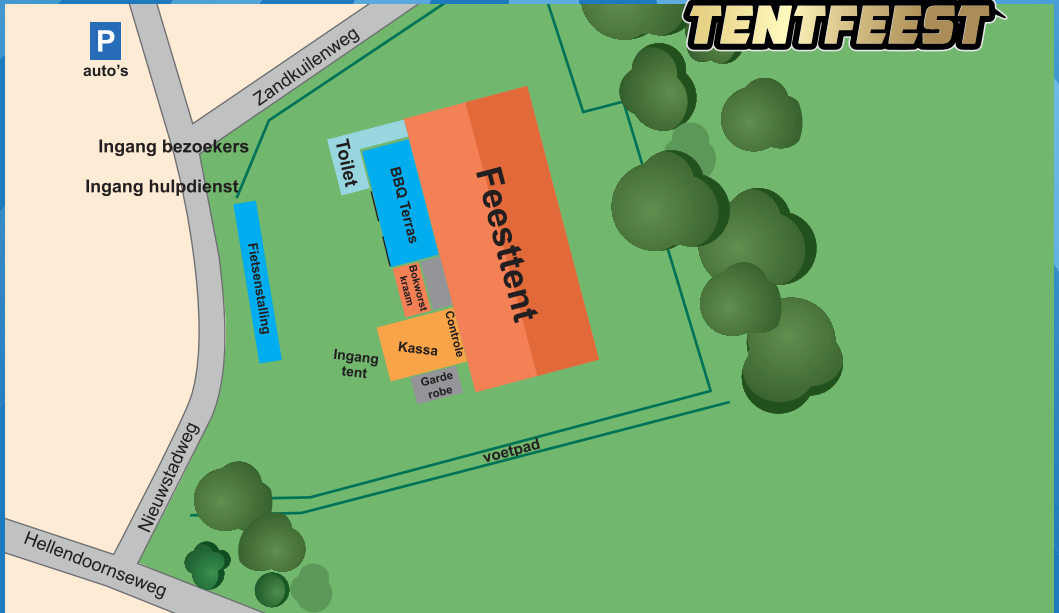 TENTFEEST
P
auto's
Zandkuilenweg
Ingang bezoekers
Ingang hulpdienst
Toilet
BBQ Terras
Feesttent
Fietsenstalling
Bokworst
kraam
Controle
Kassa
Ingang
tent
Garde
robe
voetpad
Nieuwstadweg
Hellendoornseweg